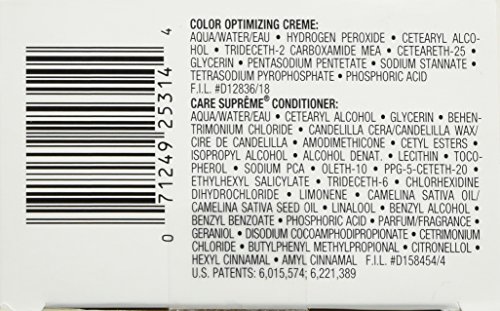 COLOR OPTIMIZING CREME:
AQUA/WATER/EAU • HYDROGEN PEROXIDE • CETEARYL ALCO-
HOL • TRIDECETH-2 CARBOXAMIDE MEA • CETEARETH-25 •
GLYCERIN • PENTASODIUM PENTETATE • SODIUM STANNATE •
TETRASODIUM PYROPHOSPHATE • PHOSPHORIC ACID
F.I.L. #D12836/18
CARE SUPRÊME® CONDITIONER:
AQUA/WATER/EAU • CETEARYL ALCOHOL • GLYCERIN • BEHEN-
TRIMONIUM CHLORIDE • CANDELILLA CERA/CANDELILLA WAX/
CIRE DE CANDELILLA • AMODIMETHICONE • CETYL ESTERS •
ISOPROPYL ALCOHOL • ALCOHOL DENAT. • LECITHIN • TOCO-
PHEROL • SODIUM PCA • OLETH-10 • PPG-5-CETETH-20 •
ETHYLHEXYL SALICYLATE • TRIDECETH-6 • CHLORHEXIDINE
DIHYDROCHLORIDE • LIMONENE • CAMELINA SATIVA OIL/
CAMELINA SATIVA SEED OIL • LINALOOL • BENZYL ALCOHOL •
BENZYL BENZOATE • PHOSPHORIC ACID • PARFUM/FRAGRANCE •
GERANIOL • DISODIUM COCOAMPHODIPROPIONATE • CETRIMONIUM
CHLORIDE • BUTYLPHENYL METHYLPROPIONAL • CITRONELLOL •
HEXYL CINNAMAL • AMYL CINNAMAL F.I.L. #D158454/4
U.S. PATENTS: 6,015,574; 6,221,389
0 71249 25314 4